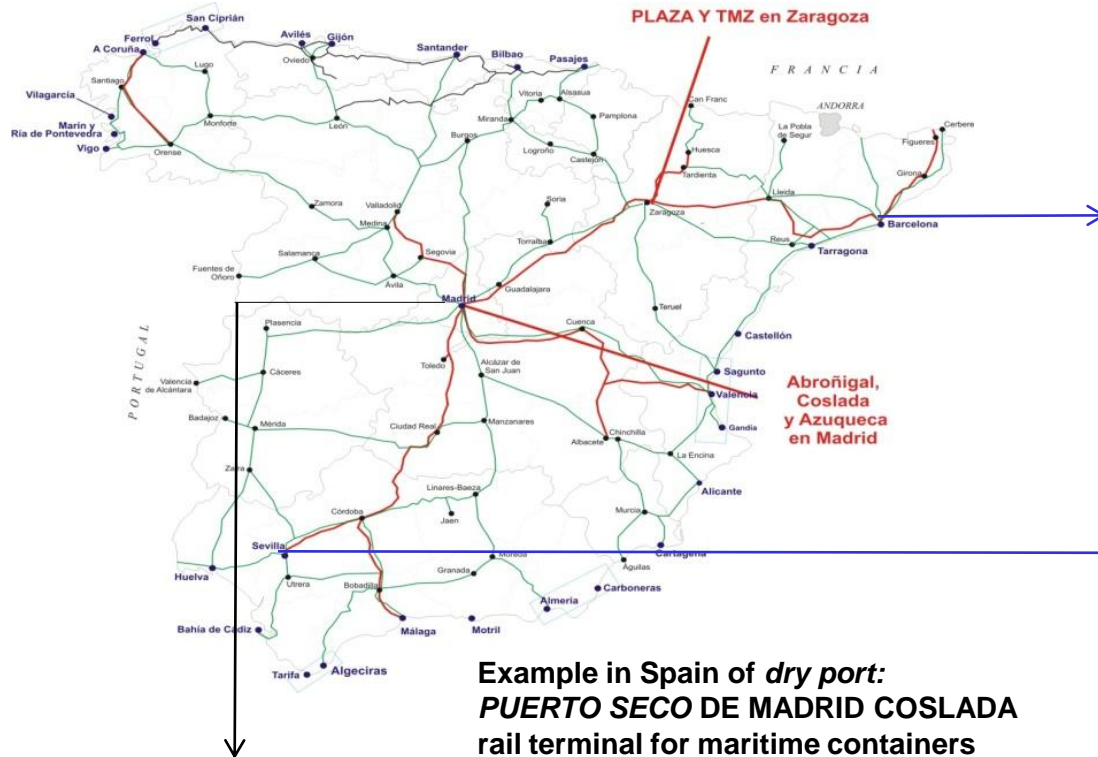 San Ciprián
PLAZA Y TMZ en Zaragoza
Ferrol
Avilés
Gijón
A Coruña
Santander
Bilbao
Pasajes
Oviedo
Lugo
FRANCIA
Santiago
Alsasua
Vitoria
Can Franc
ANDORRA
Vilagarcía
Cerbere
Marín y
Ría de Pontevedra
Monforte
León
Miranda
Pamplona
La Pobla
de Segur
Figueres
Vigo
Orense
Burgos
Logroño
Castejón
Huesca
Tardienta
Girona
Zamora
Valladolid
Soria
Lleida
Zaragoza
Medina
Barcelona
Torralba
Reus
Tarragona
Salamanca
Segovia
Fuentes de
Oñoro
Ávila
Guadalajara
Madrid
Teruel
PORTUGAL
Plasencia
Cuenca
Castellón
Toledo
Alcázar de
San Juan
Sagunto
Valencia
de Alcántara
Cáceres
Valencia
Abroñigal,
Coslada
y Azuqueca
en Madrid
Badajoz
Mérida
Ciudad Real
Manzanares
Albacete
Chinchilla
Gandia
La Encina
Zafra
Linares-Baeza
Alicante
Córdoba
Jaen
Murcia
Sevilla
Cartagena
Moreda
Águilas
Huelva
Utrera
Bobadilla
Granada
Almería
Carboneras
Bahía de Cádiz
Málaga
Motril
Tarifa
Algeciras
Example in Spain of dry port:
PUERTO SECO DE MADRID COSLADA
rail terminal for maritime containers